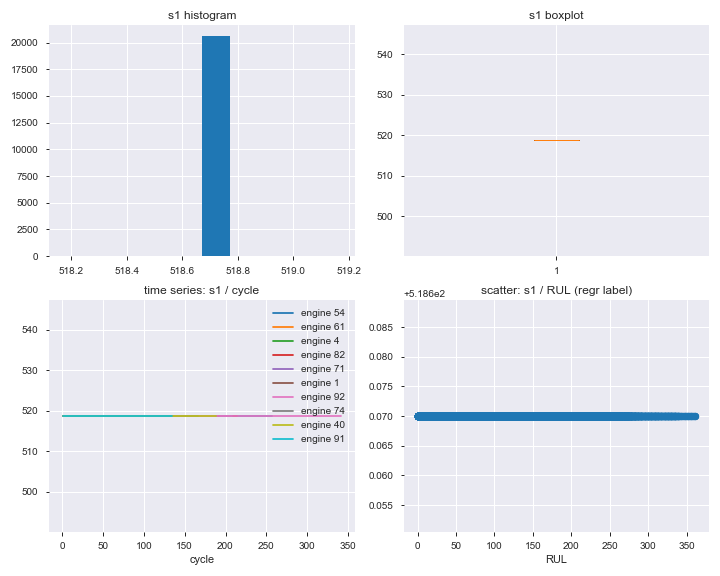 s1 histogram
20000
17500
15000
12500
10000
7500
5000
2500
0
518.2 518.4 518.6 518.8 519.0 519.2
s1 boxplot
540
530
520
510
500
1
time series: s1 / cycle
540
530
520
510
500
engine 54
engine 61
engine 4
engine 82
engine 71
engine 1
engine 92
engine 74
engine 40
engine 91
0 50 100 150 200 250 300 350
cycle
scatter: s1 / RUL (regr label)
+5.186e2
0.085
0.080
0.075
0.070
0.065
0.060
0.055
0 50 100 150 200 250 300 350
RUL